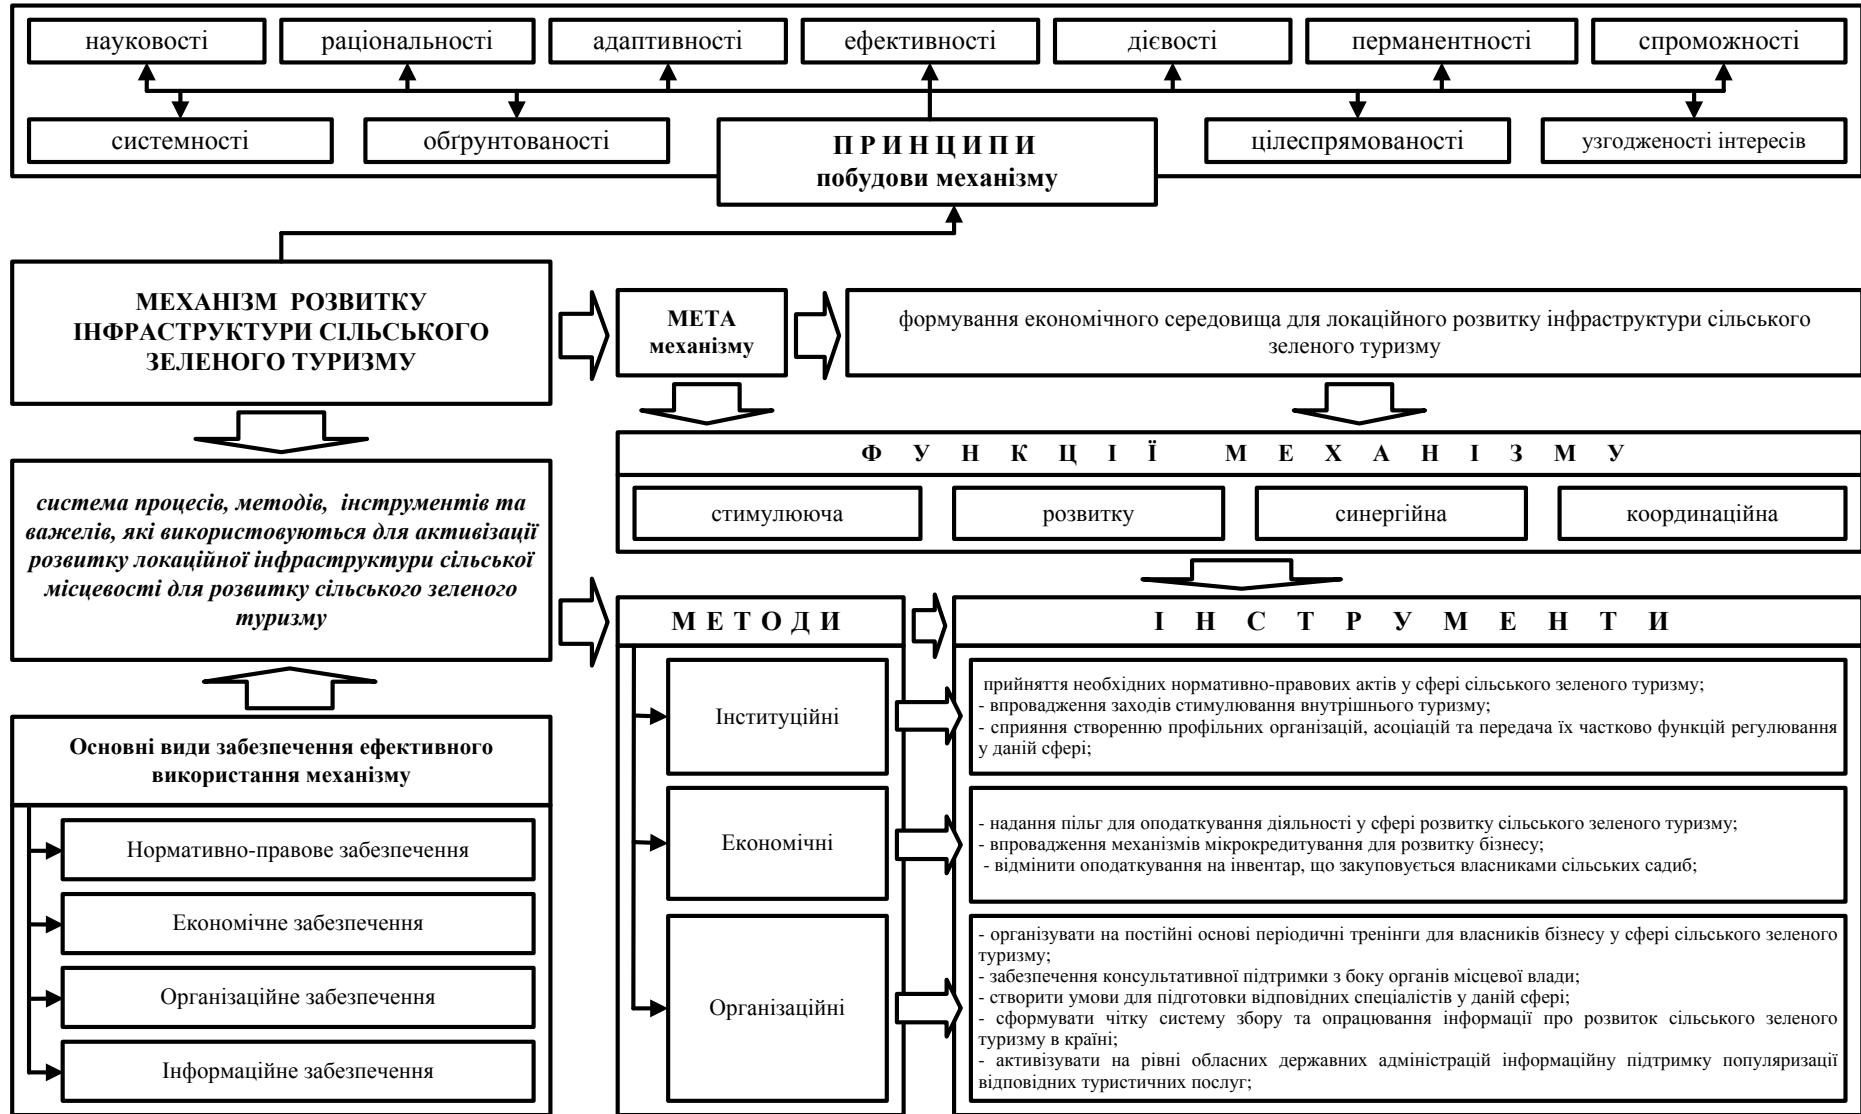 науковості
раціональності
адаптивності
ефективності
дієвості
перманентності
спроможності
системності
обґрунтованості
П Р И Н Ц И П И
побудови механізму
цілеспрямованості
узгодженості інтересів
МЕХАНІЗМ РОЗВИТКУ
ІНФРАСТРУКТУРИ СІЛЬСЬКОГО
ЗЕЛЕНОГО ТУРИЗМУ
МЕТА
механізму
формування економічного середовища для локаційного розвитку інфраструктури сільського
зеленого туризму
Ф У Н К Ц І Ї М Е Х А Н І З М У
стимулююча
розвитку
синергійна
координаційна
система процесів, методів, інструментів та
важелів, які використовуються для активізації
розвитку локаційної інфраструктури сільської
місцевості для розвитку сільського зеленого
туризму
М Е Т О Д И
І Н С Т Р У М Е Н Т И
Інституційні
прийняття необхідних нормативно-правових актів у сфері сільського зеленого туризму;
- впровадження заходів стимулювання внутрішнього туризму;
- сприяння створенню профільних організацій, асоціацій та передача їх частково функцій регулювання
у даній сфері;
Економічні
- надання пільг для оподаткування діяльності у сфері розвитку сільського зеленого туризму;
- впровадження механізмів мікрокредитування для розвитку бізнесу;
- відмінити оподаткування на інвентар, що закуповується власниками сільських садиб;
Організаційні
- організувати на постійні основі періодичні тренінги для власників бізнесу у сфері сільського зеленого
туризму;
- забезпечення консультативної підтримки з боку органів місцевої влади;
- створити умови для підготовки відповідних спеціалістів у даній сфері;
- сформувати чітку систему збору та опрацювання інформації про розвиток сільського зеленого
туризму в країні;
- активізувати на рівні обласних державних адміністрацій інформаційну підтримку популяризації
відповідних туристичних послуг;
Основні види забезпечення ефективного
використання механізму
Нормативно-правове забезпечення
Економічне забезпечення
Організаційне забезпечення
Інформаційне забезпечення